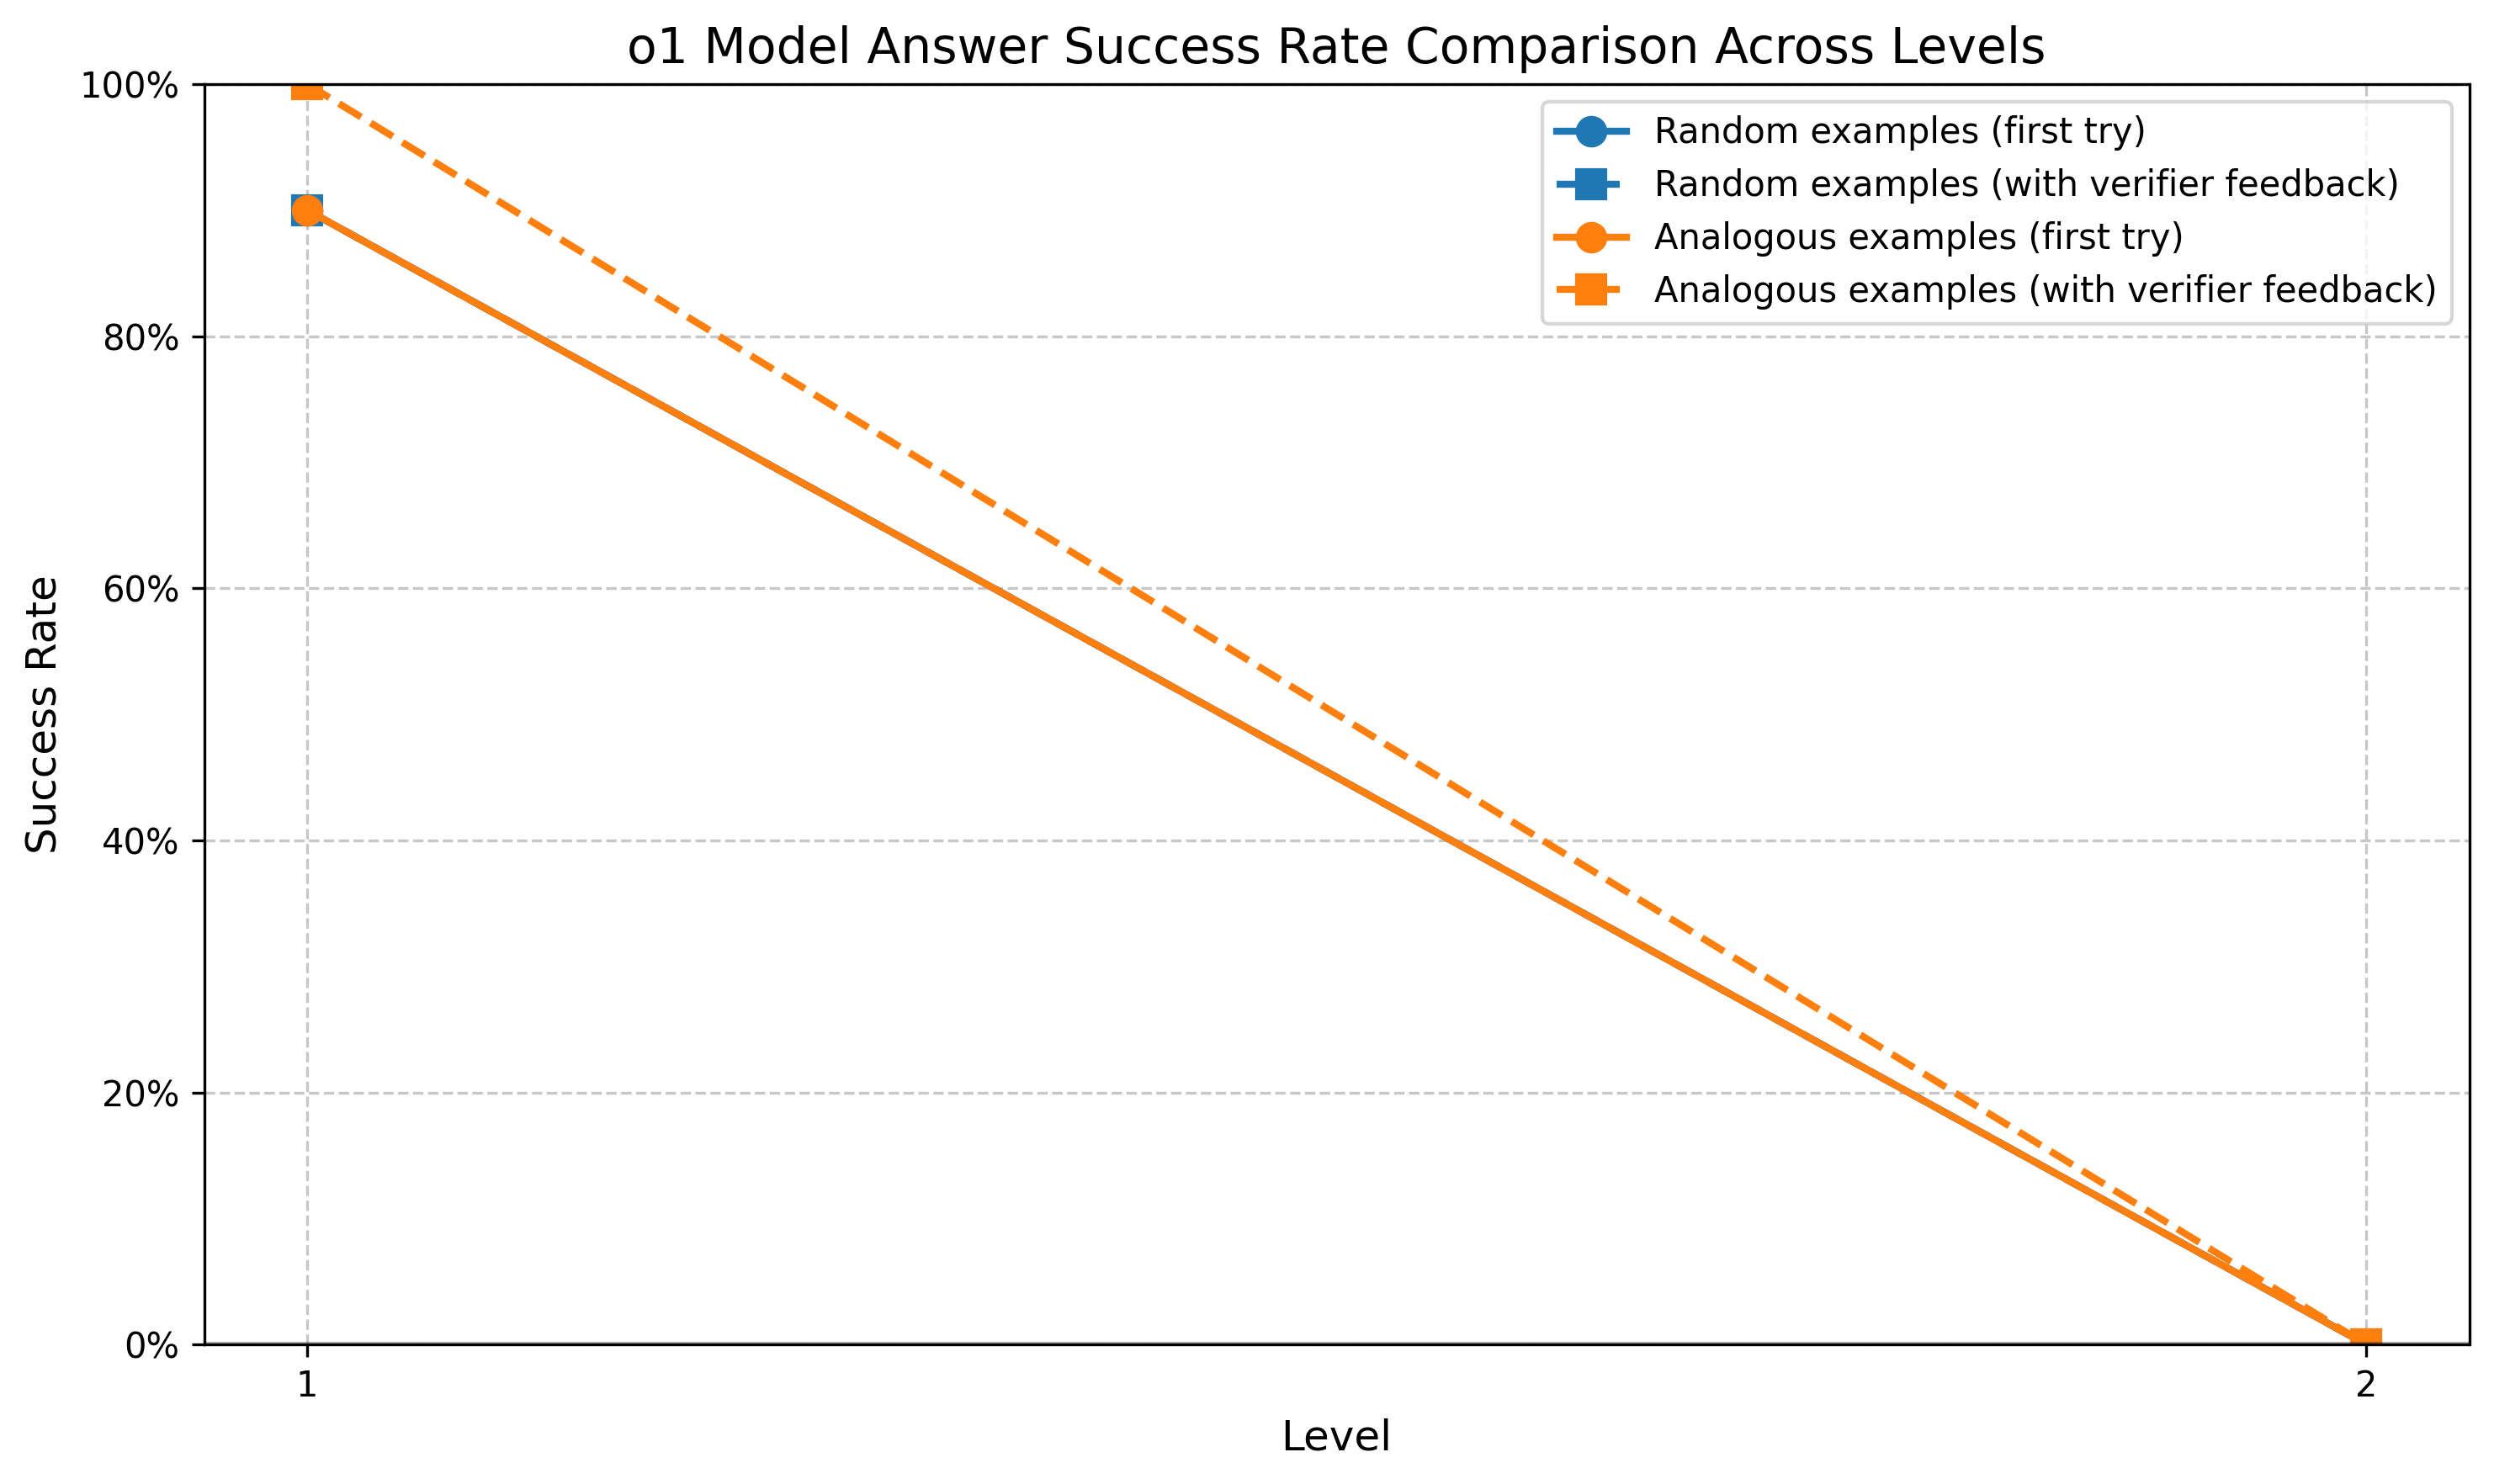 o1 Model Answer Success Rate Comparison Across Levels
100%
80%
60%
40%
20%
0%
Success Rate
Random examples (first try)
Random examples (with verifier feedback)
Analogous examples (first try)
Analogous examples (with verifier feedback)
1
2
Level